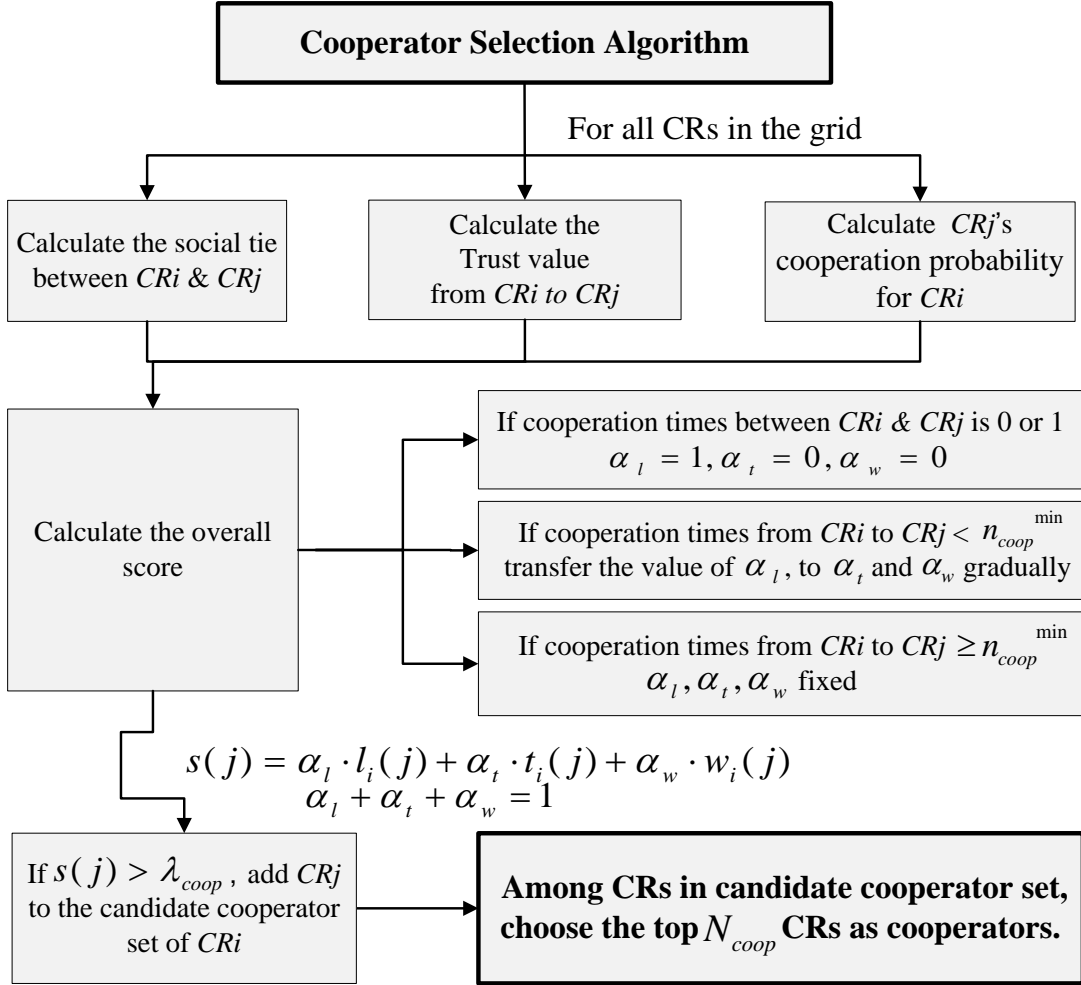 Cooperator Selection Algorithm
For all CRs in the grid
Calculate the social tie
between CRi & CRj
Calculate the
Trust value
from CRi to CRj
Calculate CRj's
cooperation probability
for CRi
Calculate the overall
score
If cooperation times between CRi & CRj is 0 or 1
α_l = 1, α_t = 0, α_w = 0
If cooperation times from CRi to CRj < n_coop^min
transfer the value of α_l, to α_t and α_w gradually
If cooperation times from CRi to CRj ≥ n_coop^min
α_l, α_t, α_w fixed
s(j) = α_l · l_i(j) + α_t · t_i(j) + α_w · w_i(j)
α_l + α_t + α_w = 1
If s(j) > λ_coop, add CRj
to the candidate cooperator
set of CRi
Among CRs in candidate cooperator set,
choose the top N_coop CRs as cooperators.